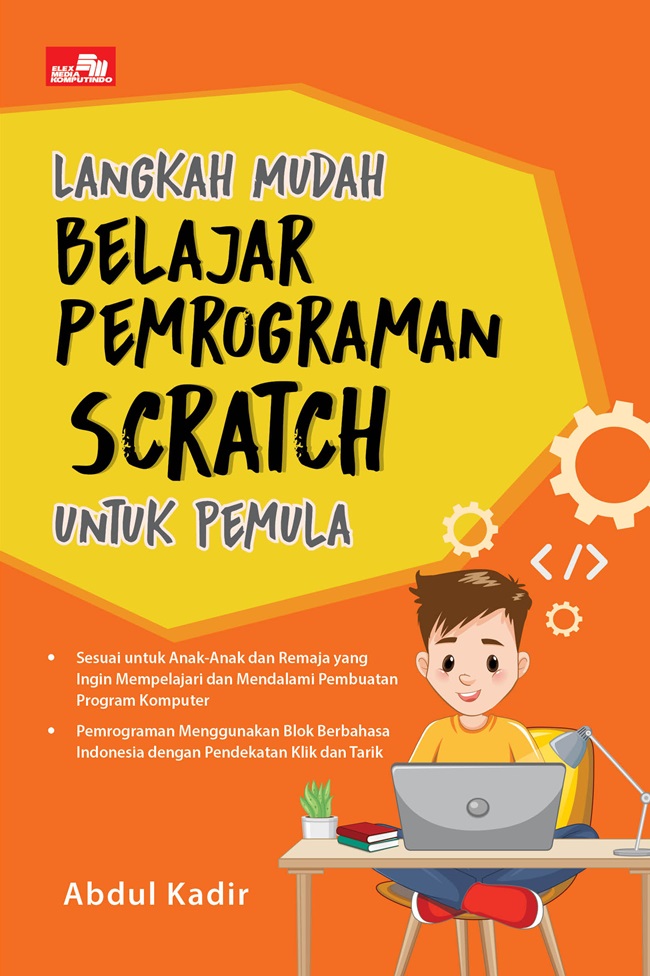 ELEX
MEDIA
KOMPUTINDO
LANGKAH MUDAH
BELAJAR
PEMROGRAMAN
SCRATCH
UNTUK PEMULA
</>
• Sesuai untuk Anak-Anak dan Remaja yang
Ingin Mempelajari dan Mendalami Pembuatan
Program Komputer
• Pemrograman Menggunakan Blok Berbahasa
Indonesia dengan Pendekatan Klik dan Tarik
Abdul Kadir